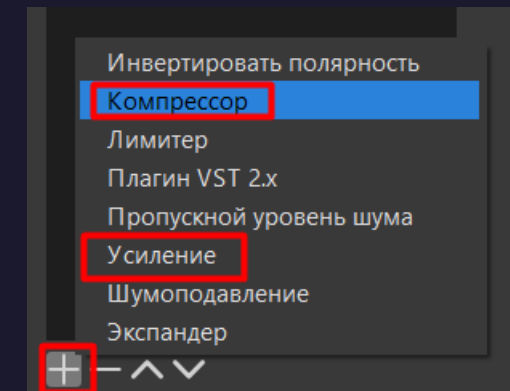 Инвертировать полярность
Компрессор
Лимитер
Плагин VST 2.x
Пропускной уровень шума
Усиление
Шумоподавление
Экспандер